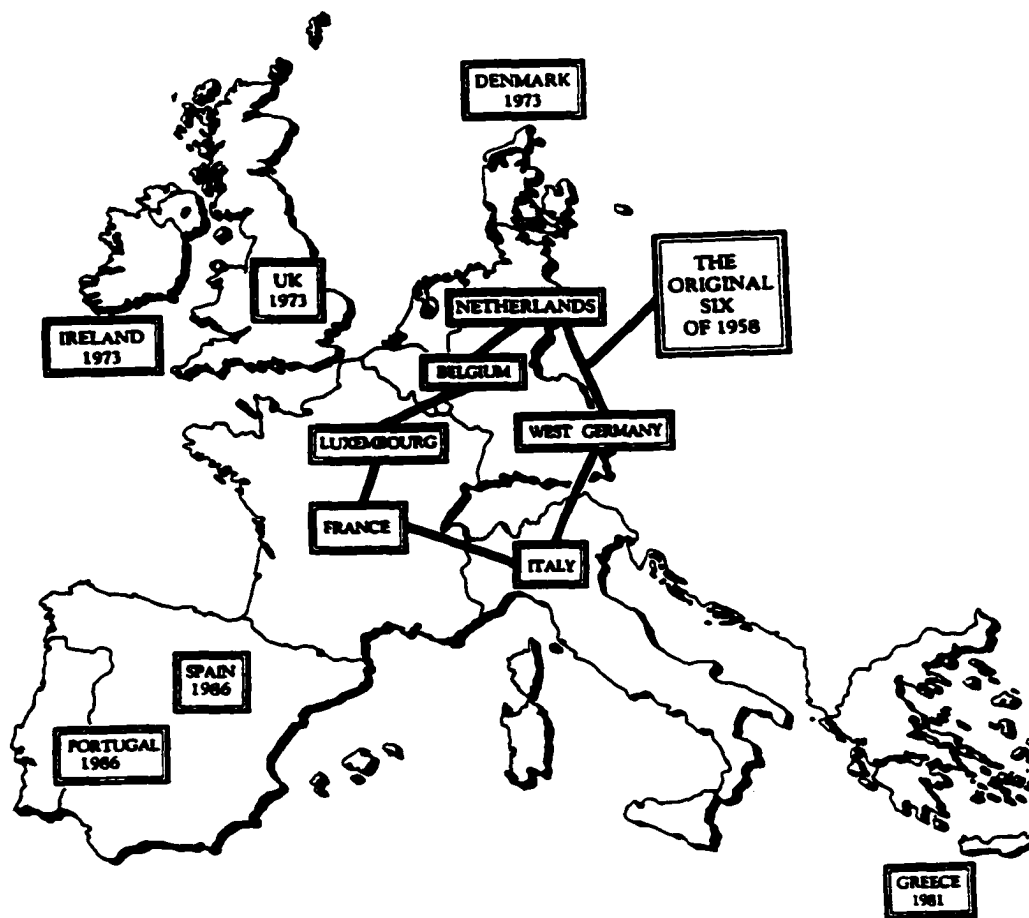 DENMARK
1973
THE
ORIGINAL
SIX
OF 1958
UK
1973
NETHERLANDS
IRELAND
1973
BELGIUM
LUXEMBOURG
WEST GERMANY
FRANCE
ITALY
SPAIN
1986
PORTUGAL
1986
GREECE
1981